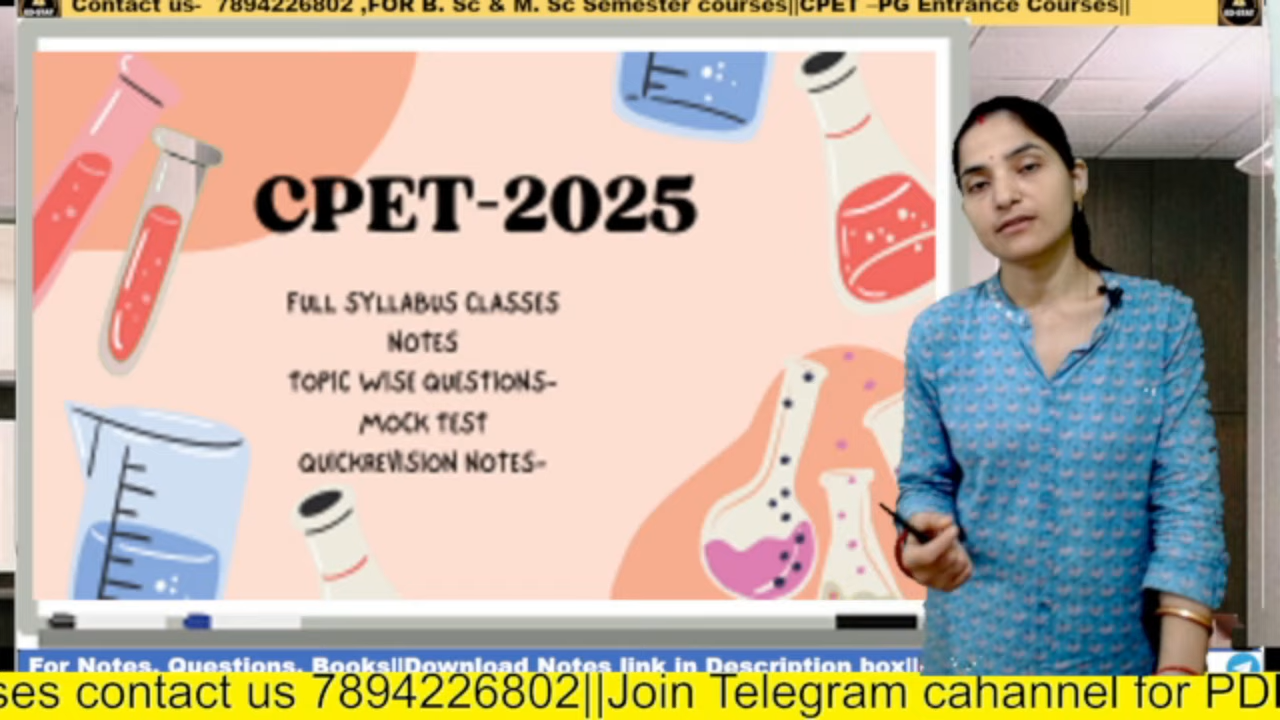 Contact us- 7894226802 ,FOR B. Sc & M. Sc Semester courses||CPET –PG Entrance Courses||
CPET-2025
FULL SYLLABUS CLASSES
NOTES
TOPIC WISE QUESTIONS-
MOCK TEST
QUICKREVISION NOTES-
For Notes, Questions, Books||Download Notes link in Description box||
ses contact us 7894226802||Join Telegram cahannel for PD